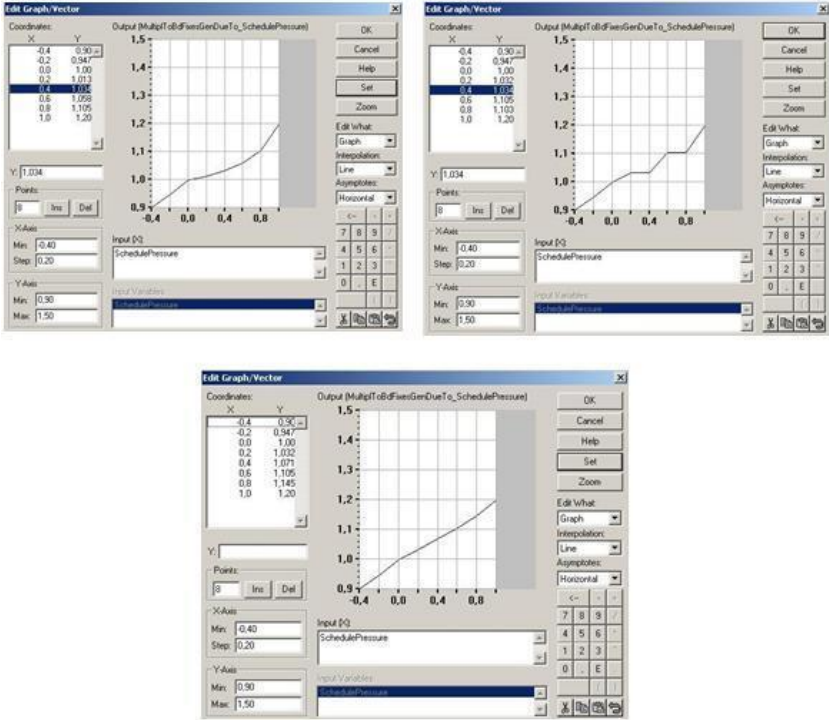 Edit Graph/Vector
Coordinates:
X Y
-0,4 0,90
-0,2 0,947
0,0 1,00
0,2 1,013
0,4 1,034
0,6 1,058
0,8 1,105
1,0 1,20
Y: 1,034
Points:
8 Ins Del
X-Axis
Min: -0,40
Step: 0,20
Y-Axis
Min: 0,90
Max: 1,50
Output (MultiplToBdFixesGenDueTo_SchedulePressure)
1,5
1,4
1,3
1,2
1,1
1,0
0,9
-0,4 0,0 0,4 0,8
Input (X):
SchedulePressure
Input Variables:
SchedulePressure
OK
Cancel
Help
Set
Zoom
Edit What:
Graph
Interpolation:
Line
Asymptotes:
Horizontal
<-
7 8 9
4 5 6
1 2 3
0 . E
Edit Graph/Vector
Coordinates:
X Y
-0,4 0,90
-0,2 0,947
0,0 1,00
0,2 1,032
0,4 1,034
0,6 1,105
0,8 1,103
1,0 1,20
Y: 1,034
Points:
8 Ins Del
X-Axis
Min: -0,40
Step: 0,20
Y-Axis
Min: 0,90
Max: 1,50
Output (MultiplToBdFixesGenDueTo_SchedulePressure)
1,5
1,4
1,3
1,2
1,1
1,0
0,9
-0,4 0,0 0,4 0,8
Input (X):
SchedulePressure
Input Variables:
SchedulePressure
OK
Cancel
Help
Set
Zoom
Edit What:
Graph
Interpolation:
Line
Asymptotes:
Horizontal
<-
7 8 9
4 5 6
1 2 3
0 . E
Edit Graph/Vector
Coordinates:
X Y
-0,4 0,90
-0,2 0,947
0,0 1,00
0,2 1,032
0,4 1,071
0,6 1,105
0,8 1,145
1,0 1,20
Y:
Points:
8 Ins Del
X-Axis
Min: -0,40
Step: 0,20
Y-Axis
Min: 0,90
Max: 1,50
Output (MultiplToBdFixesGenDueTo_SchedulePressure)
1,5
1,4
1,3
1,2
1,1
1,0
0,9
-0,4 0,0 0,4 0,8
Input (X):
SchedulePressure
Input Variables:
SchedulePressure
OK
Cancel
Help
Set
Zoom
Edit What:
Graph
Interpolation:
Line
Asymptotes:
Horizontal
<-
7 8 9
4 5 6
1 2 3
0 . E